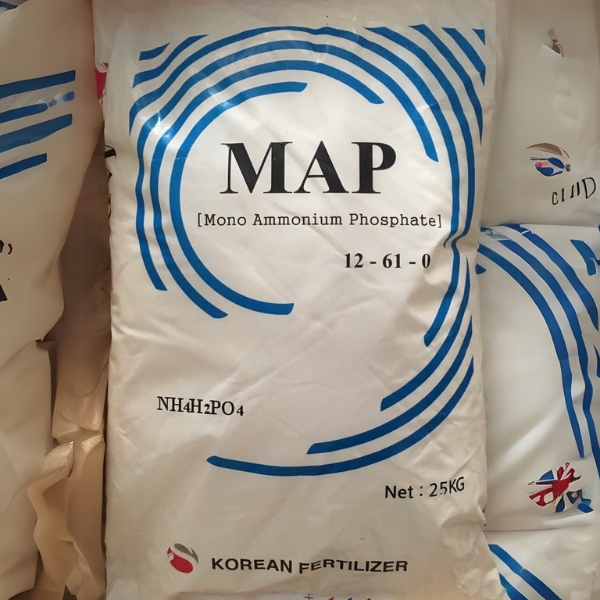 MAP
[Mono Ammonium Phosphate]
12 - 61 - 0
NH4H2PO4
Net : 25KG
KOREAN FERTILIZER